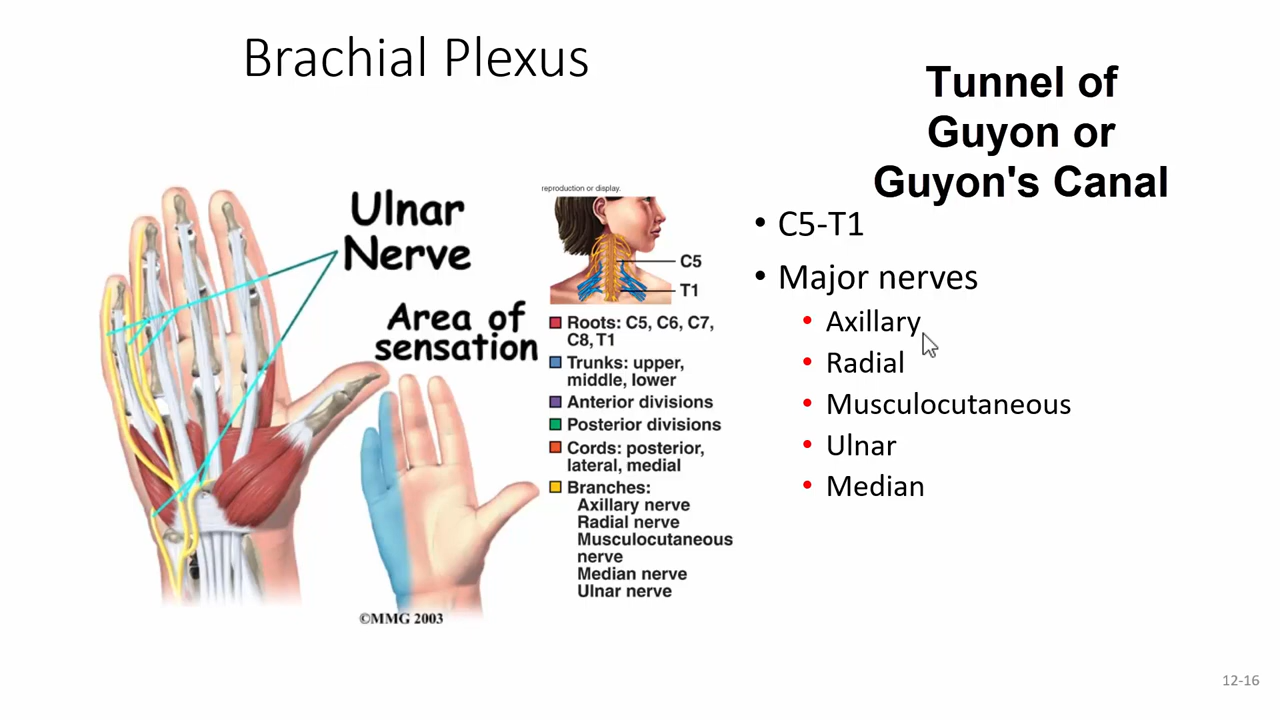 Brachial Plexus
Tunnel of
Guyon or
Guyon's Canal
Ulnar
Nerve
Area of
sensation
©MMG 2003
reproduction or display.
C5
T1
Roots: C5, C6, C7,
C8, T1
Trunks: upper,
middle, lower
Anterior divisions
Posterior divisions
Cords: posterior,
lateral, medial
Branches:
Axillary nerve
Radial nerve
Musculocutaneous
nerve
Median nerve
Ulnar nerve
• C5-T1
• Major nerves
• Axillary
• Radial
• Musculocutaneous
• Ulnar
• Median
12-16